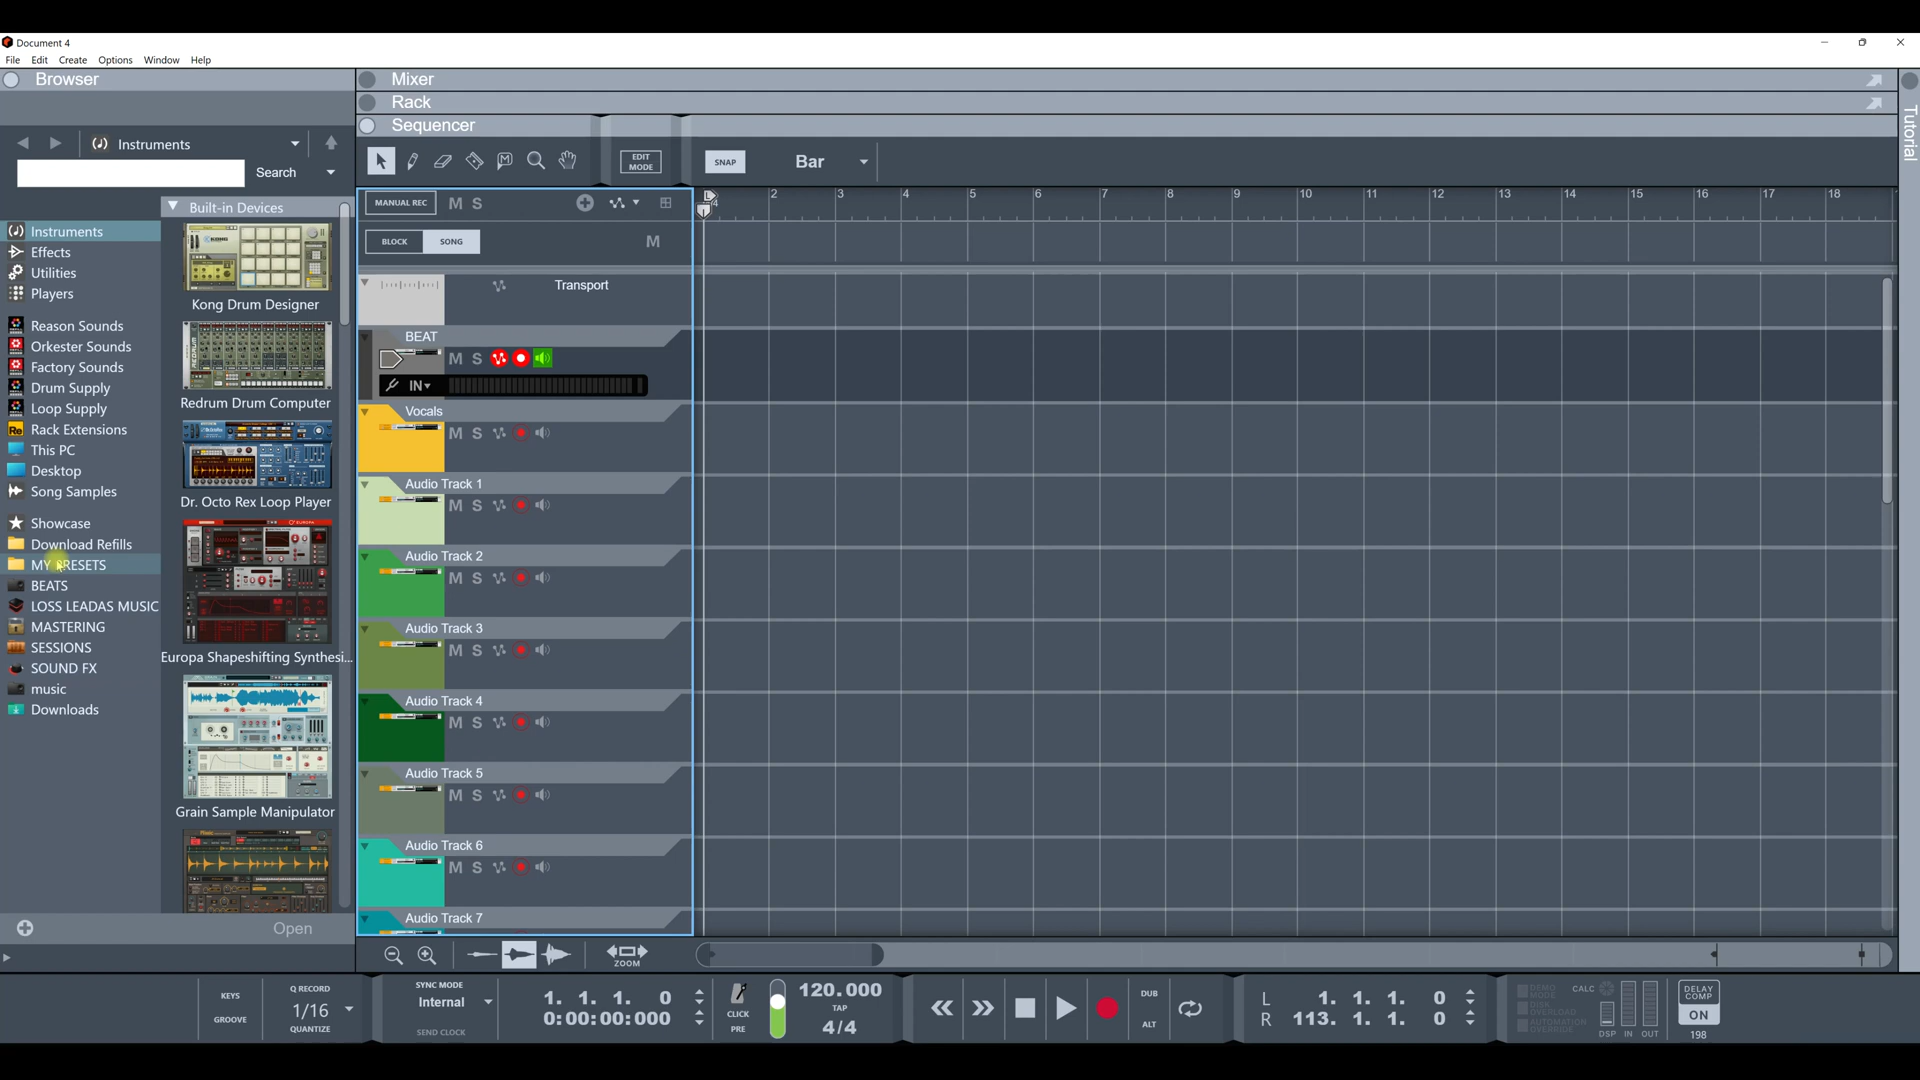 Document 4
File Edit Create Options Window Help
Browser
Mixer
Rack
Sequencer
Tutorial
Instruments
Search
EDIT MODE
SNAP
Bar
Built-in Devices
Instruments
Effects
Utilities
Players
Reason Sounds
Orkester Sounds
Factory Sounds
Drum Supply
Loop Supply
Rack Extensions
This PC
Desktop
Song Samples
Showcase
Download Refills
MY PRESETS
BEATS
LOSS LEADAS MUSIC
MASTERING
SESSIONS
SOUND FX
music
Downloads
Kong Drum Designer
Redrum Drum Computer
Dr. Octo Rex Loop Player
Europa Shapeshifting Synthesi...
Grain Sample Manipulator
Open
MANUAL REC M S
2 3 4 5 6 7 8 9 10 11 12 13 14 15 16 17 18
BLOCK SONG M
Transport
BEAT
M S
IN
Vocals
M S
Audio Track 1
M S
Audio Track 2
M S
Audio Track 3
M S
Audio Track 4
M S
Audio Track 5
M S
Audio Track 6
M S
Audio Track 7
ZOOM
KEYS
GROOVE
Q RECORD
1/16
QUANTIZE
SYNC MODE
Internal
SEND CLOCK
1. 1. 1. 0
0:00:00:000
CLICK
PRE
120.000
TAP
4/4
DUB
ALT
L 1. 1. 1. 0
R 113. 1. 1. 0
DEMO MODE
DISK OVERLOAD
AUTOMATION OVERRIDE
CALC
DSP IN OUT
DELAY COMP
ON
198